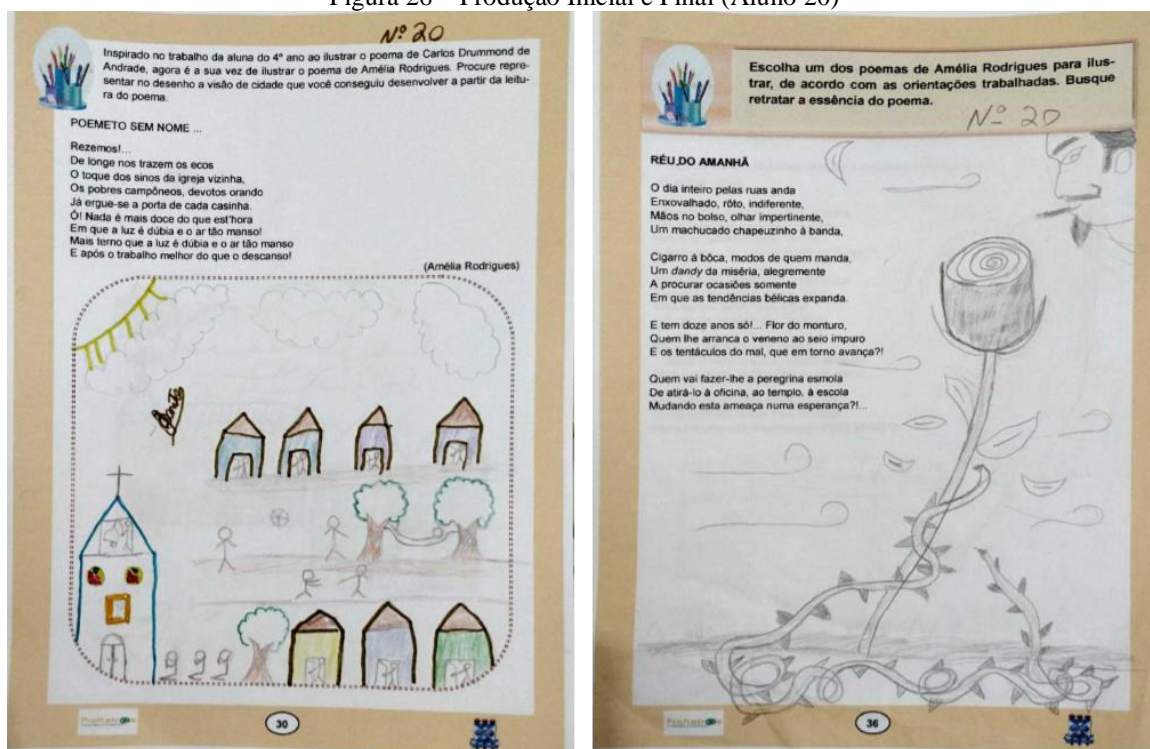 Figura 26 – Produção Inicial e Final (Aluno 20)
Nº 20
Inspirado no trabalho da aluna do 4º ano ao ilustrar o poema de Carlos Drummond de
Andrade, agora é a sua vez de ilustrar o poema de Amélia Rodrigues. Procure repre-
sentar no desenho a visão de cidade que você conseguiu desenvolver a partir da leitu-
ra do poema.
POEMETO SEM NOME ...
Rezemos!...
De longe nos trazem os ecos
O toque dos sinos da igreja vizinha,
Os pobres campôneos, devotos orando
Já ergue-se a porta de cada casinha.
Ó! Nada é mais doce do que est'hora
Em que a luz é dúbia e o ar tão manso!
Mais terno que a luz é dúbia e o ar tão manso
E após o trabalho melhor do que o descanso!
(Amélia Rodrigues)
30
Escolha um dos poemas de Amélia Rodrigues para ilus-
trar, de acordo com as orientações trabalhadas. Busque
retratar a essência do poema.
Nº 20
RÉU,DO AMANHÃ
O dia inteiro pelas ruas anda
Enxovalhado, rôto, indiferente,
Mãos no bolso, olhar impertinente,
Um machucado chapeuzinho à banda,
Cigarro à bôca, modos de quem manda,
Um dandy da miséria, alegremente
A procurar ocasiões somente
Em que as tendências bélicas expanda.
E tem doze anos só!... Flor do monturo,
Quem lhe arranca o veneno ao seio impuro
E os tentáculos do mal, que em torno avança?!
Quem vai fazer-lhe a peregrina esmola
De atirá-lo à oficina, ao templo, à escola
Mudando esta ameaça numa esperança?!...
36